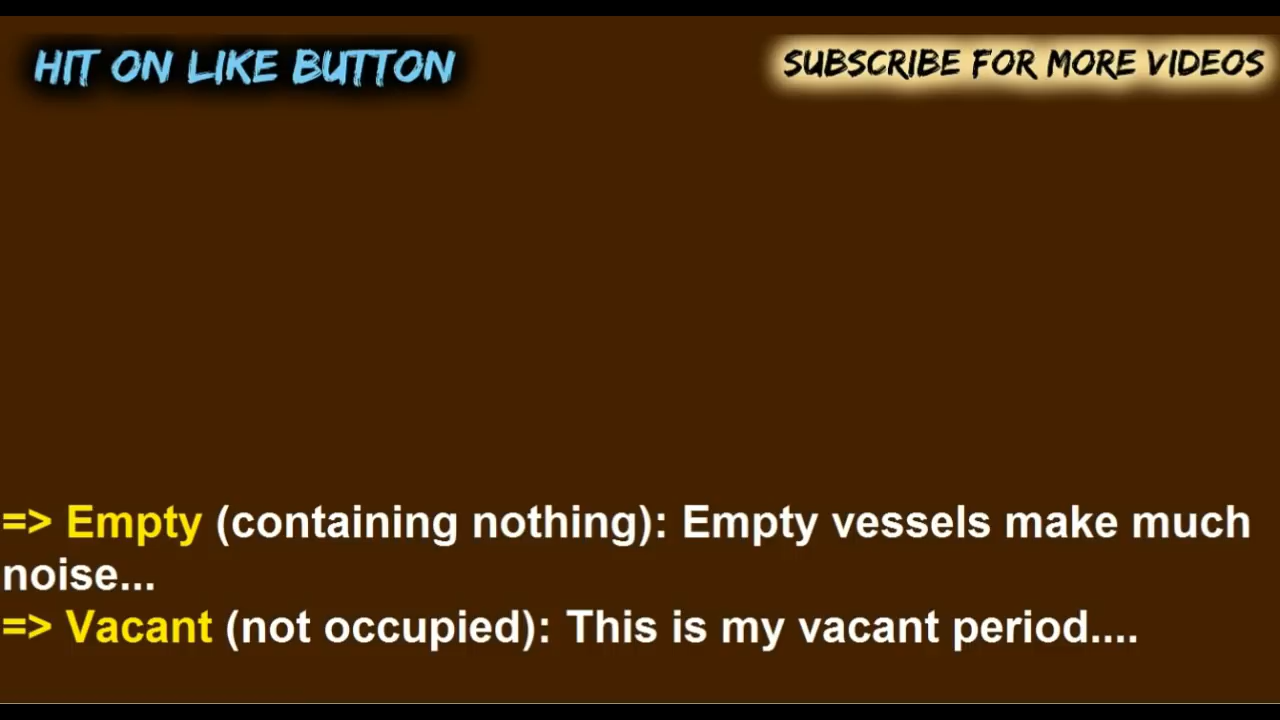 HIT ON LIKE BUTTON
SUBSCRIBE FOR MORE VIDEOS
=> Empty (containing nothing): Empty vessels make much
noise...
=> Vacant (not occupied): This is my vacant period....